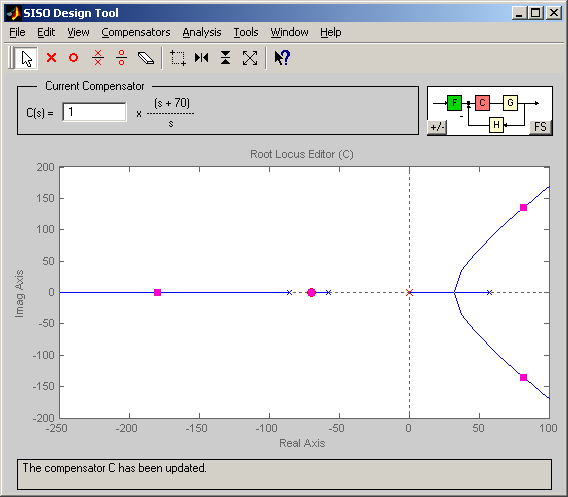 SISO Design Tool
File Edit View Compensators Analysis Tools Window Help
Current Compensator
C(s) = 1 x (s + 70)
s
F C G
H
+/- FS
Root Locus Editor (C)
Imag Axis
200
150
100
50
0
-50
-100
-150
-200
-250 -200 -150 -100 -50 0 50 100
Real Axis
The compensator C has been updated.